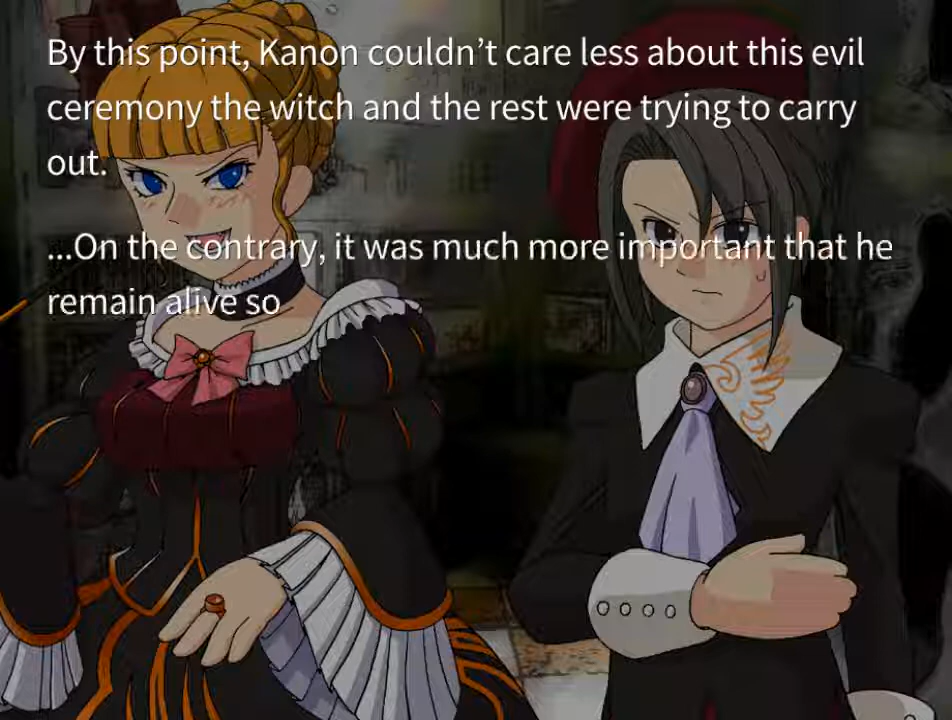 By this point, Kanon couldn't care less about this evil
ceremony the witch and the rest were trying to carry
out.
...On the contrary, it was much more important that he
remain alive so